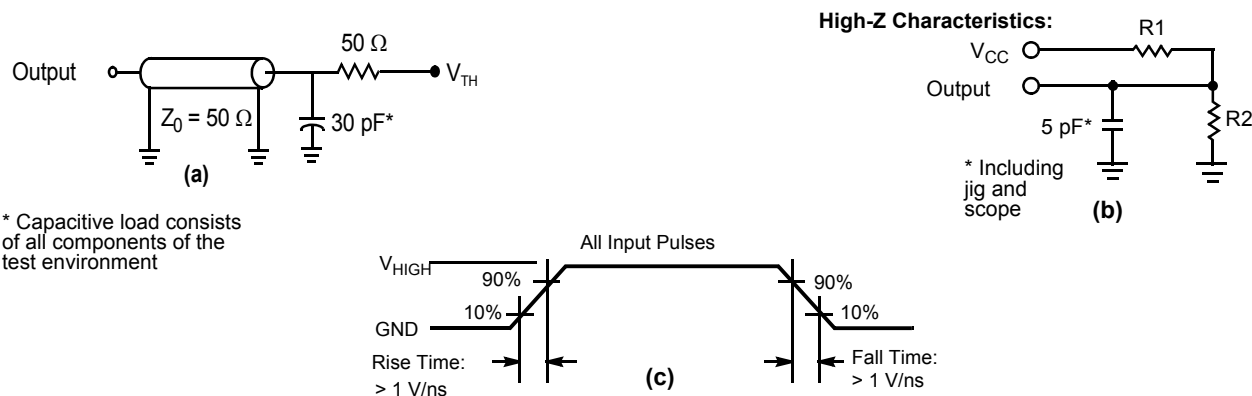 High-Z Characteristics:
50 Ω
Output
V_TH
Z_0 = 50 Ω
30 pF*
(a)
* Capacitive load consists
of all components of the
test environment
R1
V_CC
Output
5 pF*
R2
* Including
jig and
scope
(b)
All Input Pulses
V_HIGH
90%
90%
10%
10%
GND
Rise Time:
> 1 V/ns
(c)
Fall Time:
> 1 V/ns